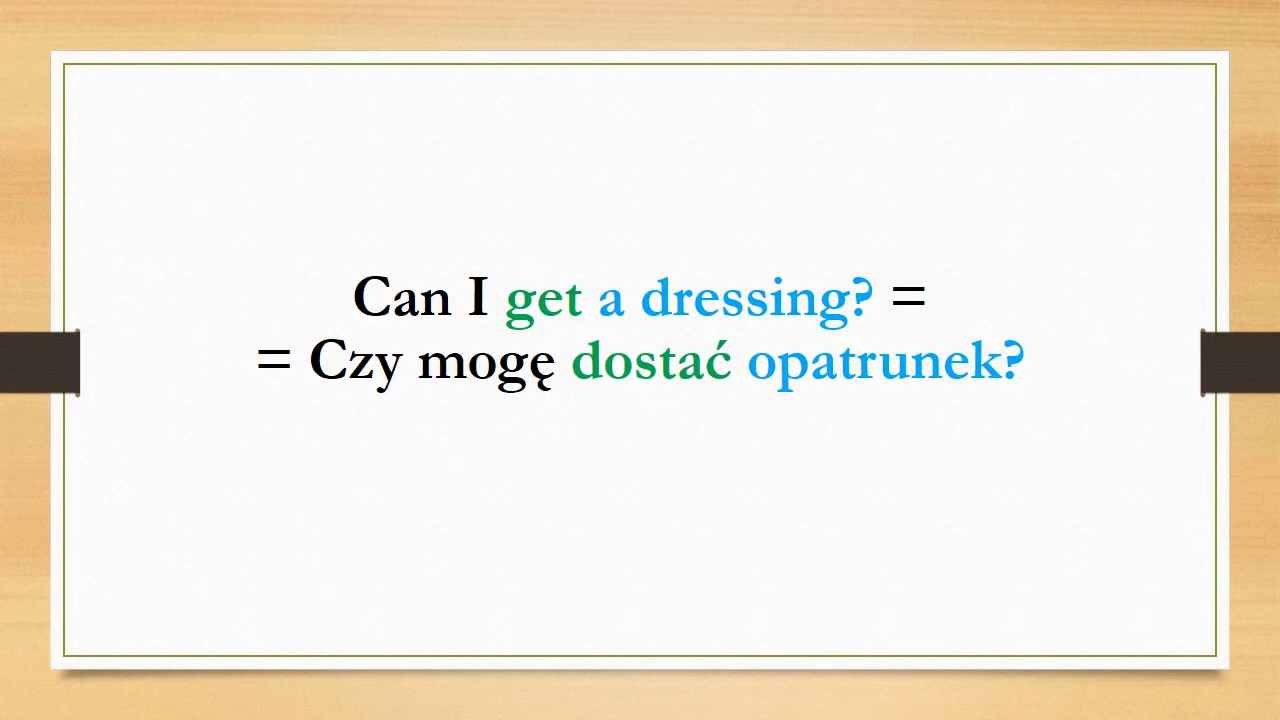 Can I get a dressing? =
= Czy mogę dostać opatrunek?